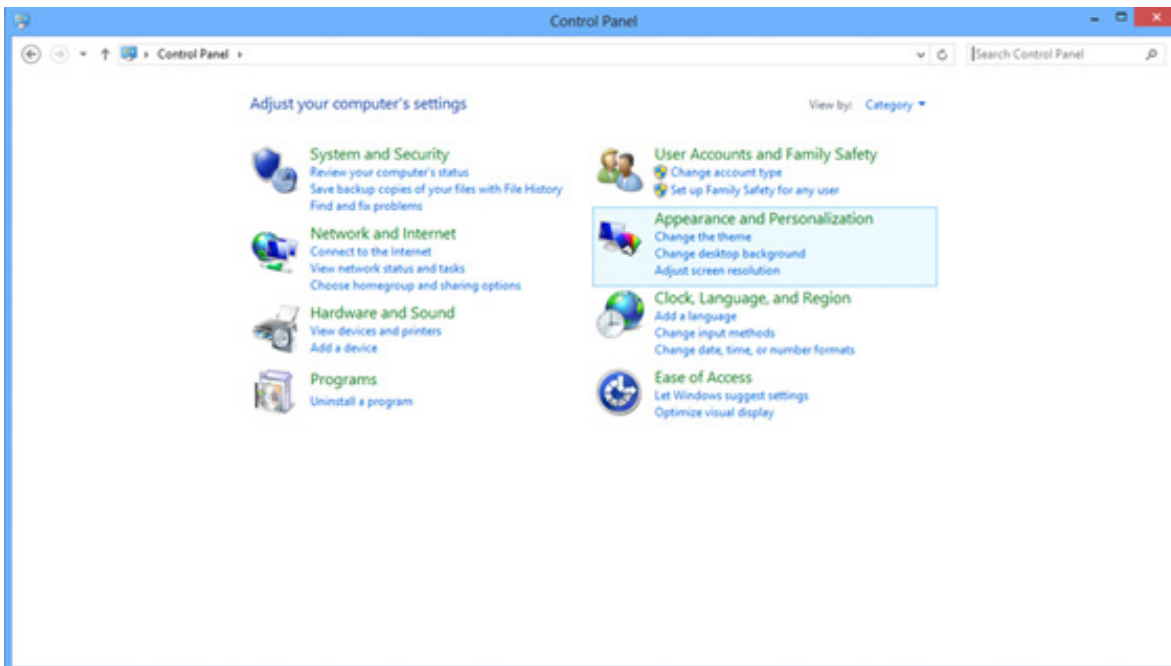 Control Panel
Control Panel
Search Control Panel
Adjust your computer's settings
View by: Category
System and Security
Review your computer's status
Save backup copies of your files with File History
Find and fix problems
Network and Internet
Connect to the Internet
View network status and tasks
Choose homegroup and sharing options
Hardware and Sound
View devices and printers
Add a device
Programs
Uninstall a program
User Accounts and Family Safety
Change account type
Set up Family Safety for any user
Appearance and Personalization
Change the theme
Change desktop background
Adjust screen resolution
Clock, Language, and Region
Add a language
Change input methods
Change date, time, or number formats
Ease of Access
Let Windows suggest settings
Optimize visual display